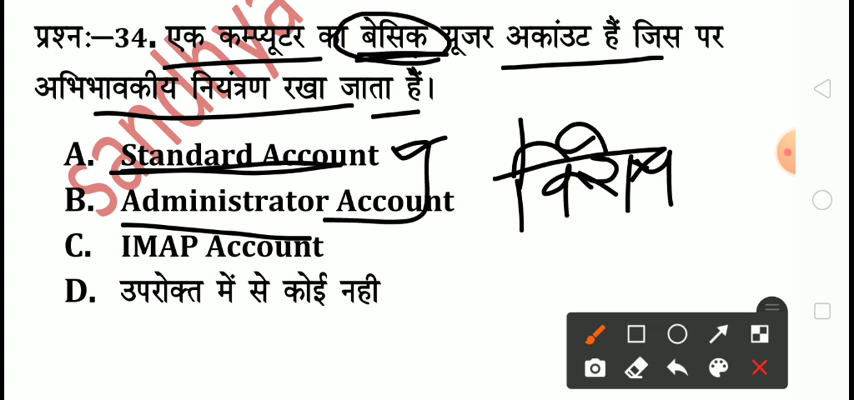 प्रश्न:–34. एक कम्प्यूटर का बेसिक यूजर अकांउट हैं जिस पर
अभिभावकीय नियंत्रण रखा जाता हैं।
A. Standard Account
B. Administrator Account
C. IMAP Account
D. उपरोक्त में से कोई नही
Sandhya